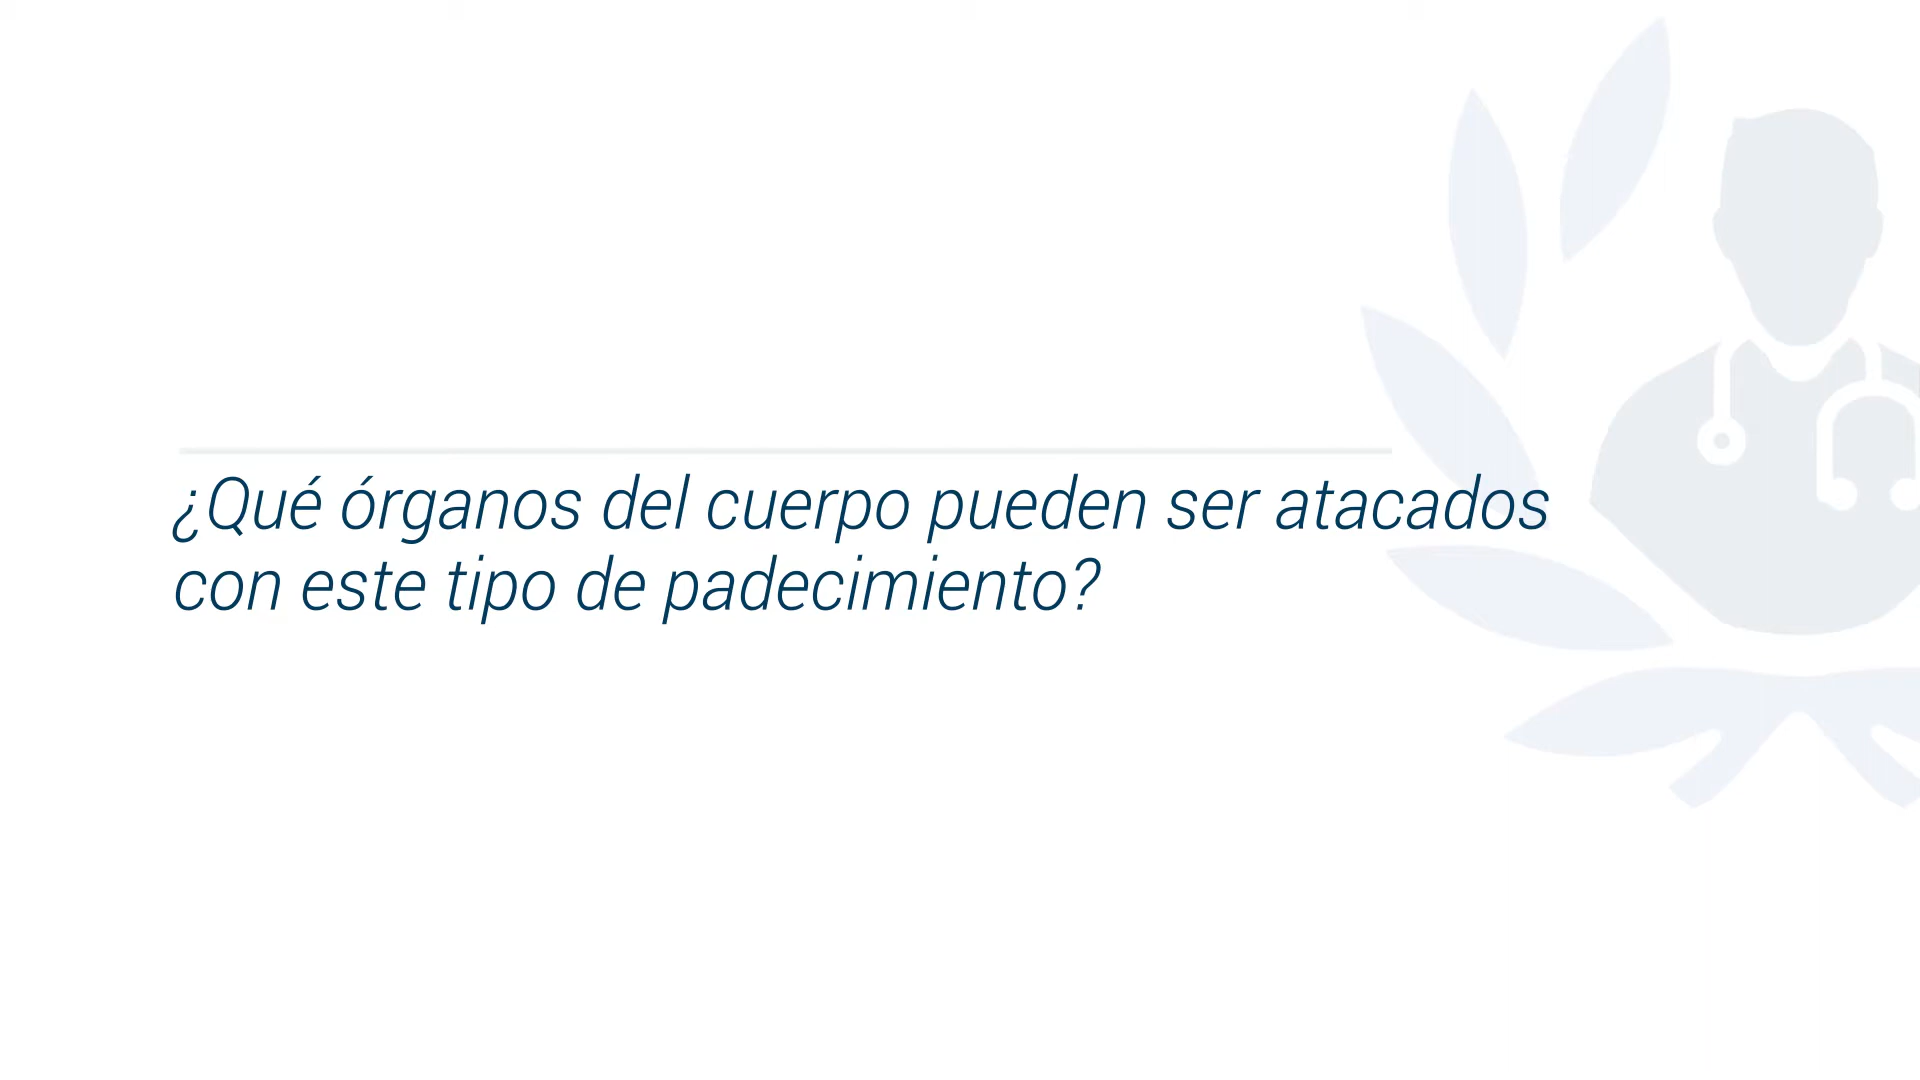 ¿Qué órganos del cuerpo pueden ser atacados
con este tipo de padecimiento?